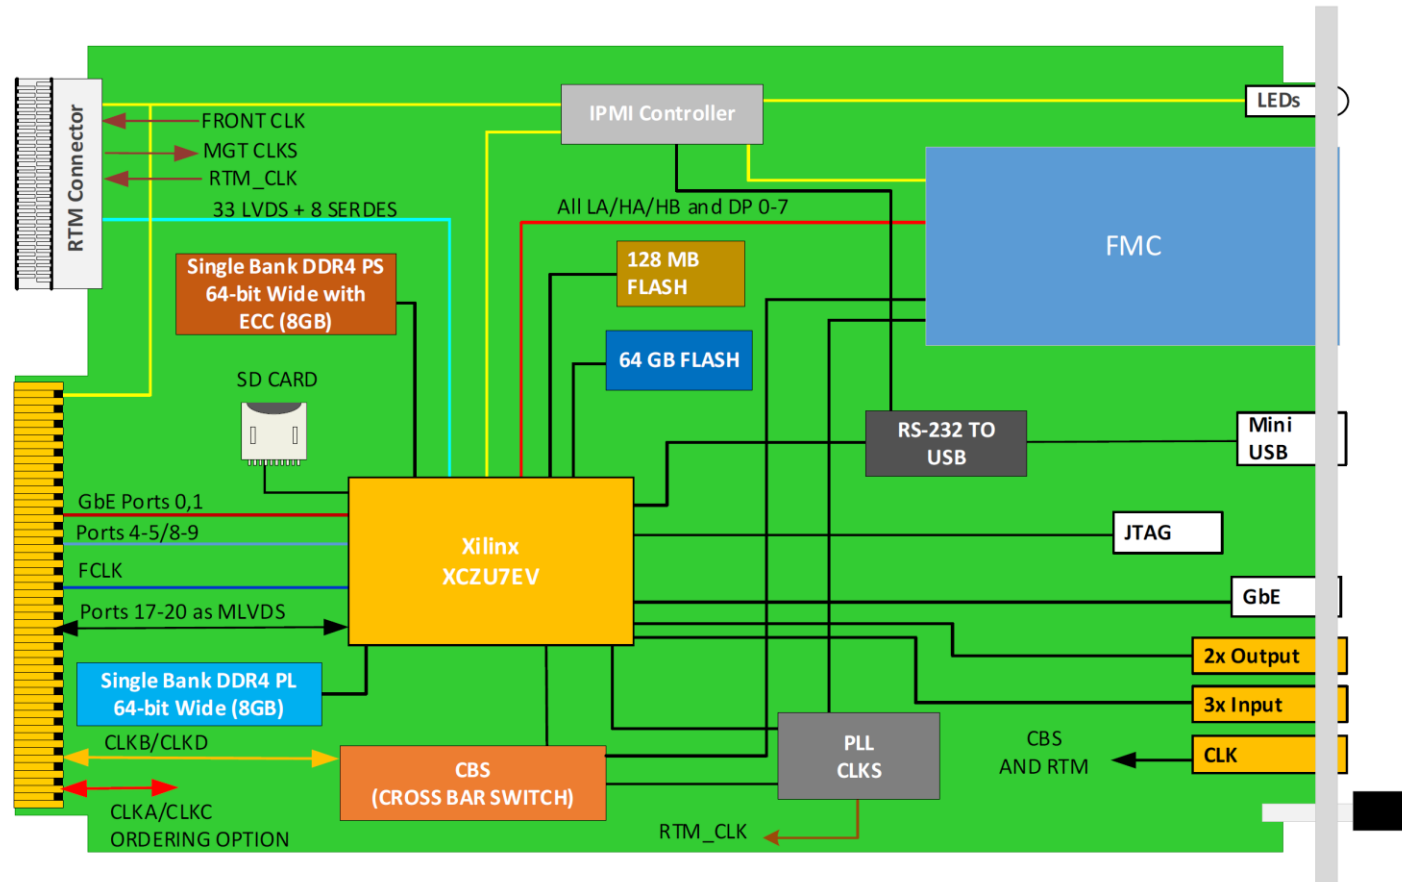 LEDs
IPMI Controller
RTM Connector
FRONT CLK
MGT CLKS
RTM_CLK
33 LVDS + 8 SERDES
All LA/HA/HB and DP 0-7
FMC
Single Bank DDR4 PS
64-bit Wide with
ECC (8GB)
128 MB
FLASH
64 GB FLASH
SD CARD
RS-232 TO
USB
Mini
USB
GbE Ports 0,1
Ports 4-5/8-9
FCLK
Ports 17-20 as MLVDS
Xilinx
XCZU7EV
JTAG
GbE
2x Output
3x Input
CLK
Single Bank DDR4 PL
64-bit Wide (8GB)
CLKB/CLKD
CBS
(CROSS BAR SWITCH)
PLL
CLKS
CBS
AND RTM
CLKA/CLKC
ORDERING OPTION
RTM_CLK